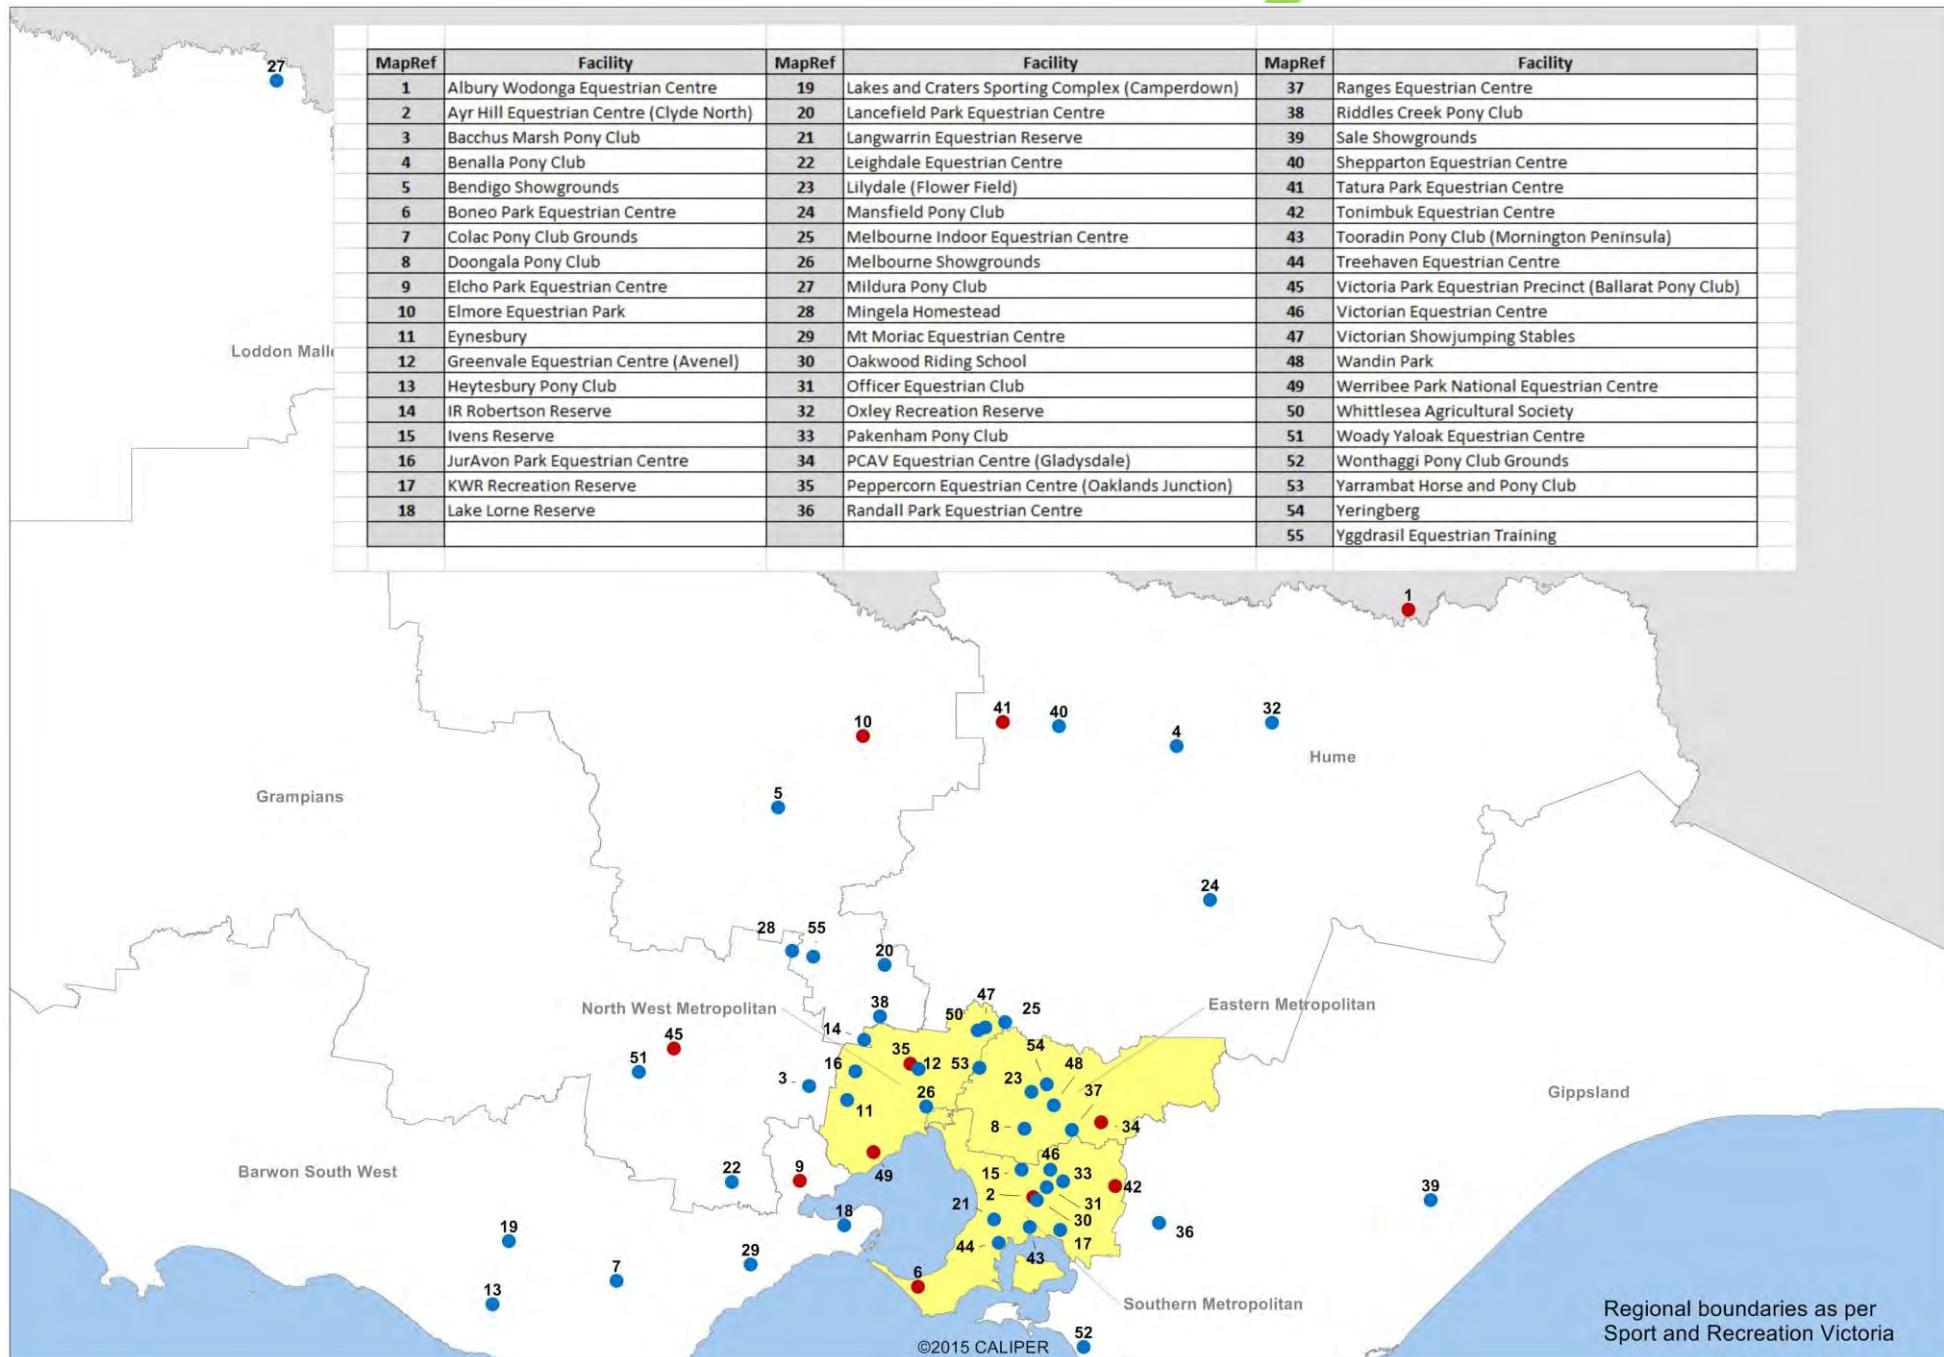 MapRef Facility MapRef Facility MapRef Facility
1 Albury Wodonga Equestrian Centre 19 Lakes and Craters Sporting Complex (Camperdown) 37 Ranges Equestrian Centre
2 Ayr Hill Equestrian Centre (Clyde North) 20 Lancefield Park Equestrian Centre 38 Riddles Creek Pony Club
3 Bacchus Marsh Pony Club 21 Langwarrin Equestrian Reserve 39 Sale Showgrounds
4 Benalla Pony Club 22 Leighdale Equestrian Centre 40 Shepparton Equestrian Centre
5 Bendigo Showgrounds 23 Lilydale (Flower Field) 41 Tatura Park Equestrian Centre
6 Boneo Park Equestrian Centre 24 Mansfield Pony Club 42 Tonimbuk Equestrian Centre
7 Colac Pony Club Grounds 25 Melbourne Indoor Equestrian Centre 43 Tooradin Pony Club (Mornington Peninsula)
8 Doongala Pony Club 26 Melbourne Showgrounds 44 Treehaven Equestrian Centre
9 Elcho Park Equestrian Centre 27 Mildura Pony Club 45 Victoria Park Equestrian Precinct (Ballarat Pony Club)
10 Elmore Equestrian Park 28 Mingela Homestead 46 Victorian Equestrian Centre
11 Eynesbury 29 Mt Moriac Equestrian Centre 47 Victorian Showjumping Stables
12 Greenvale Equestrian Centre (Avenel) 30 Oakwood Riding School 48 Wandin Park
13 Heytesbury Pony Club 31 Officer Equestrian Club 49 Werribee Park National Equestrian Centre
14 IR Robertson Reserve 32 Oxley Recreation Reserve 50 Whittlesea Agricultural Society
15 Ivens Reserve 33 Pakenham Pony Club 51 Woady Yaloak Equestrian Centre
16 JurAvon Park Equestrian Centre 34 PCAV Equestrian Centre (Gladysdale) 52 Wonthaggi Pony Club Grounds
17 KWR Recreation Reserve 35 Peppercorn Equestrian Centre (Oaklands Junction) 53 Yarrambat Horse and Pony Club
18 Lake Lorne Reserve 36 Randall Park Equestrian Centre 54 Yeringberg
55 Yggdrasil Equestrian Training
27
Loddon Malle
1
10
41
40
32
4
Hume
Grampians
5
24
28
55
20
North West Metropolitan
47
Eastern Metropolitan
38
50
25
14
45
35
12
54
51
16
53
48
3
23
37
Gippsland
11
26
8
34
Barwon South West
46
22
9
49
15
33
42
2
31
39
21
18
30
36
19
44
43
17
29
7
6
13
Southern Metropolitan
52
©2015 CALIPER
Regional boundaries as per
Sport and Recreation Victoria